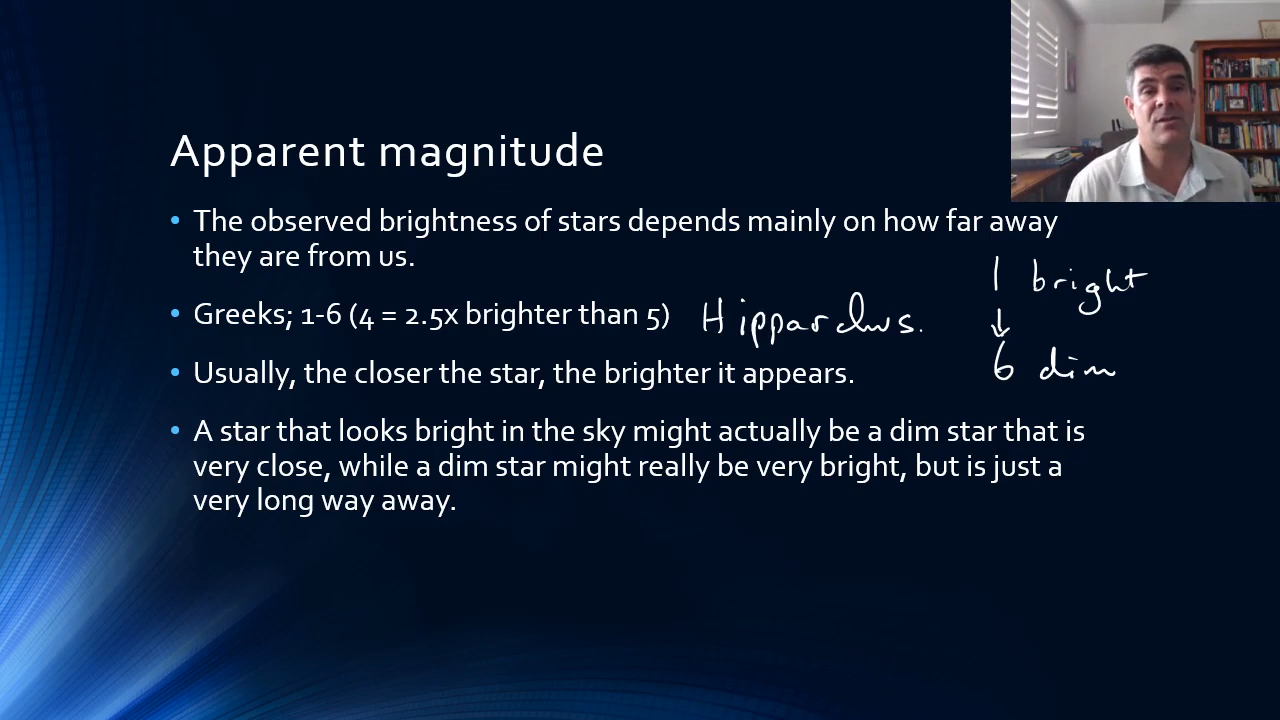 Apparent magnitude
• The observed brightness of stars depends mainly on how far away
they are from us.
• Greeks; 1-6 (4 = 2.5x brighter than 5) Hipparchus.
1 bright
↓
6 dim
• Usually, the closer the star, the brighter it appears.
• A star that looks bright in the sky might actually be a dim star that is
very close, while a dim star might really be very bright, but is just a
very long way away.